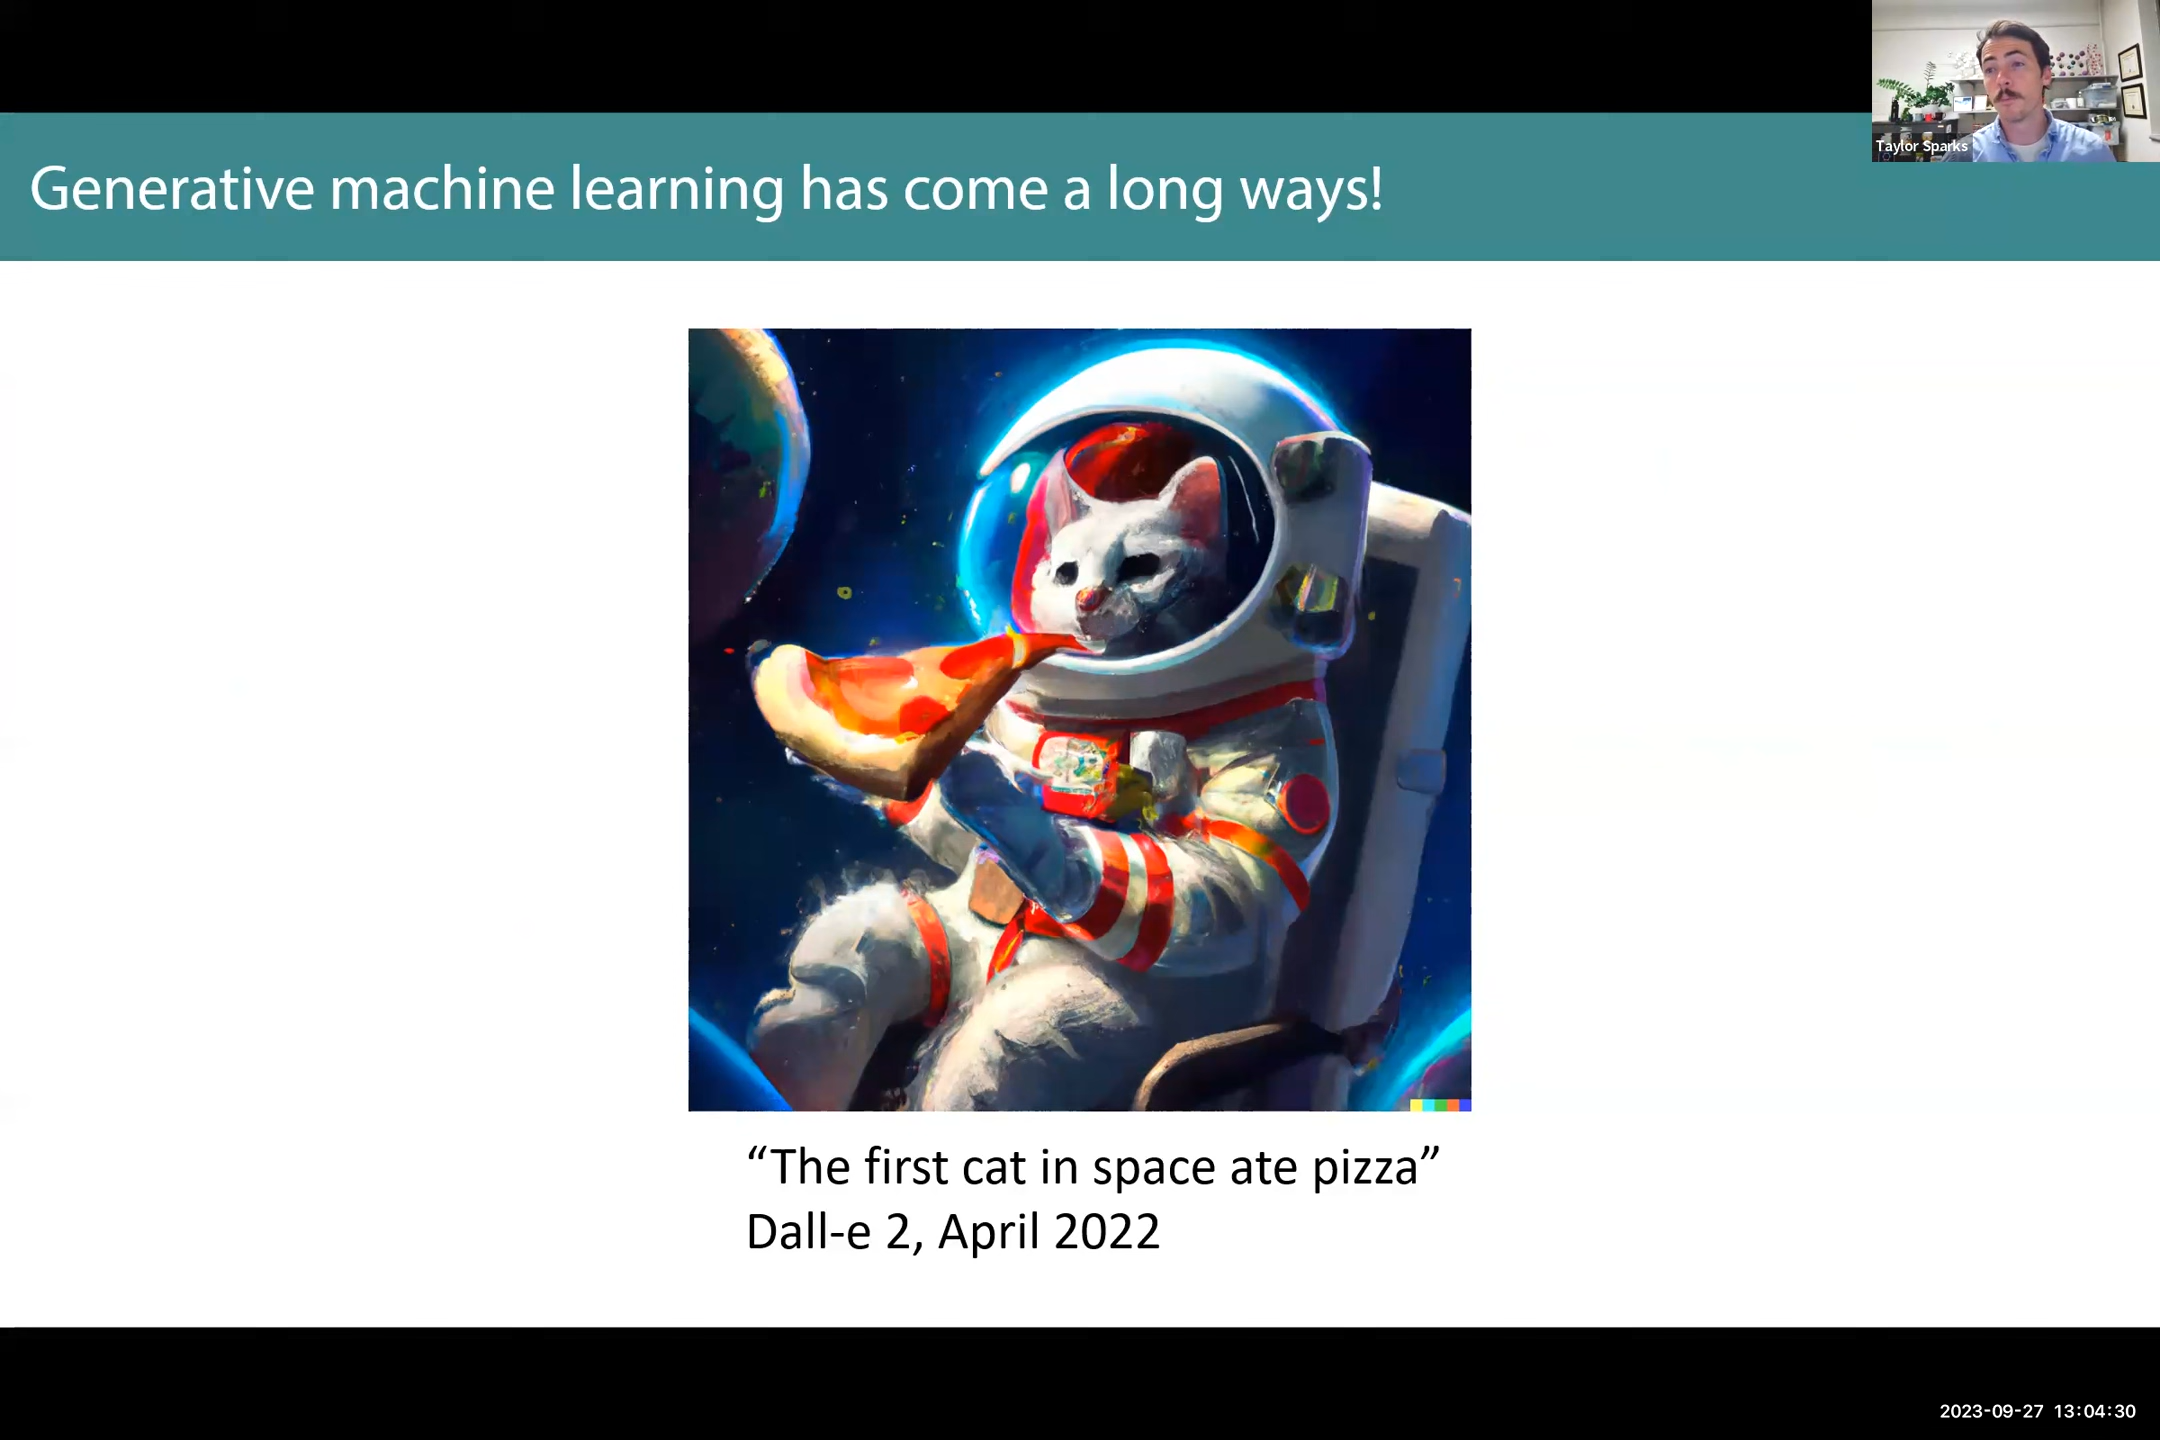 Taylor Sparks
Generative machine learning has come a long ways!
“The first cat in space ate pizza”
Dall-e 2, April 2022
2023-09-27 13:04:30